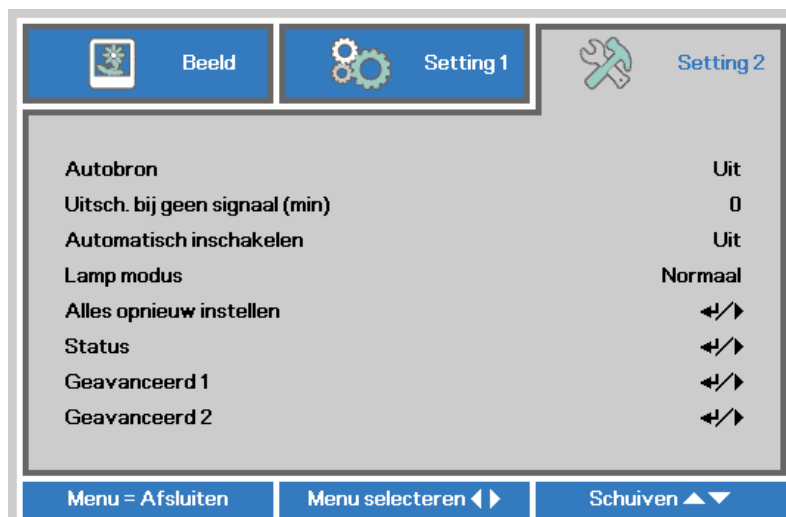 Beeld Setting 1 Setting 2
Autobron Uit
Uitsch. bij geen signaal (min) 0
Automatisch inschakelen Uit
Lamp modus Normaal
Alles opnieuw instellen ↲/▶
Status ↲/▶
Geavanceerd 1 ↲/▶
Geavanceerd 2 ↲/▶
Menu = Afsluiten Menu selecteren ◀▶ Schuiven ▲▼